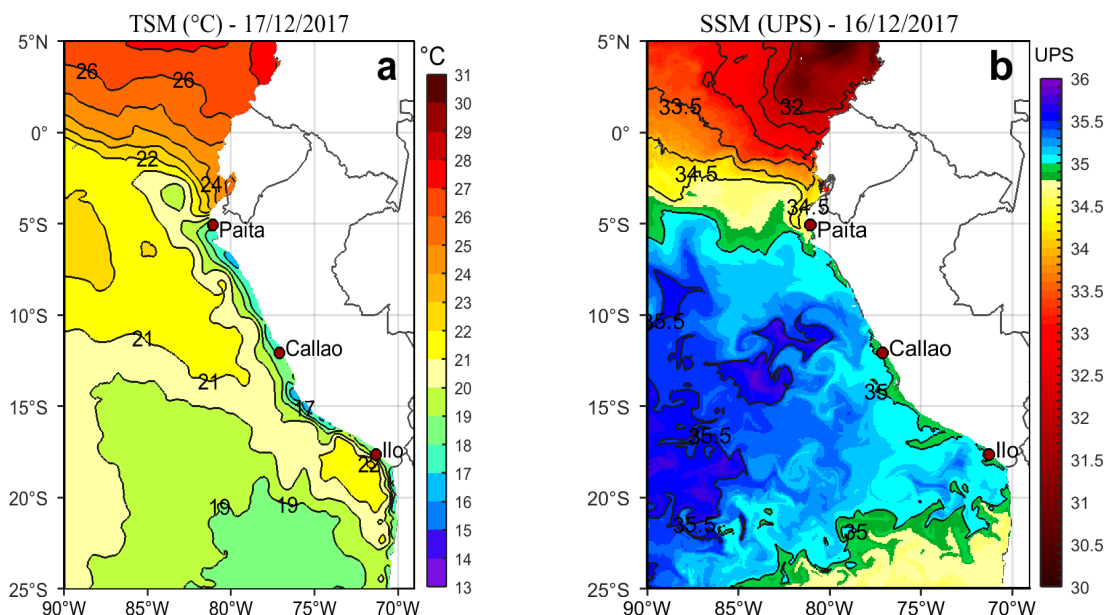 TSM (°C) - 17/12/2017
a
°C
5°N
0°
5°S
10°S
15°S
20°S
25°S
90°W
85°W
80°W
75°W
70°W
26
26
22
24
21
21
17
22
19
19
Paita
Callao
Ilo
31
30
29
28
27
26
25
24
23
22
21
20
19
18
17
16
15
14
13
SSM (UPS) - 16/12/2017
b
UPS
5°N
0°
5°S
10°S
15°S
20°S
25°S
90°W
85°W
80°W
75°W
70°W
32
33.5
34.5
34.5
35.5
35
35.5
35.5
35
Paita
Callao
Ilo
36
35.5
35
34.5
34
33.5
33
32.5
32
31.5
31
30.5
30